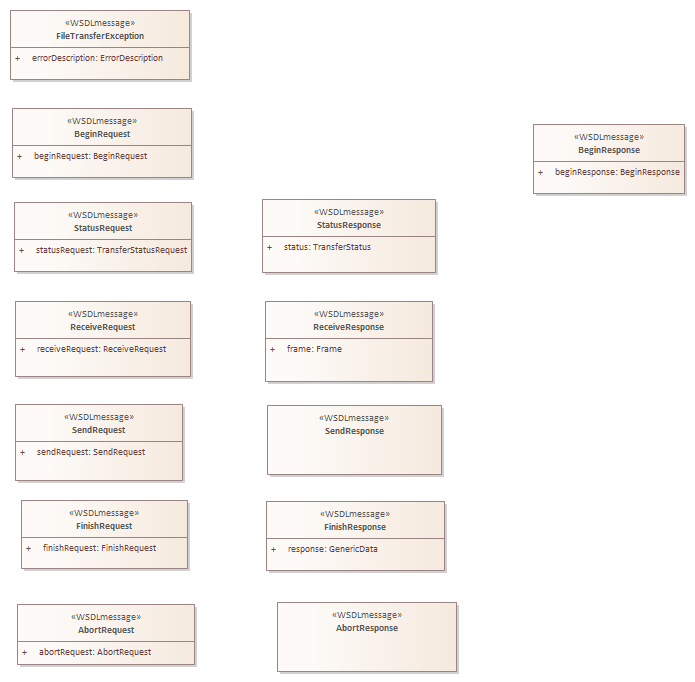 «WSDLmessage»
FileTransferException
+ errorDescription: ErrorDescription
«WSDLmessage»
BeginRequest
+ beginRequest: BeginRequest
«WSDLmessage»
BeginResponse
+ beginResponse: BeginResponse
«WSDLmessage»
StatusRequest
+ statusRequest: TransferStatusRequest
«WSDLmessage»
StatusResponse
+ status: TransferStatus
«WSDLmessage»
ReceiveRequest
+ receiveRequest: ReceiveRequest
«WSDLmessage»
ReceiveResponse
+ frame: Frame
«WSDLmessage»
SendRequest
+ sendRequest: SendRequest
«WSDLmessage»
SendResponse
«WSDLmessage»
FinishRequest
+ finishRequest: FinishRequest
«WSDLmessage»
FinishResponse
+ response: GenericData
«WSDLmessage»
AbortRequest
+ abortRequest: AbortRequest
«WSDLmessage»
AbortResponse